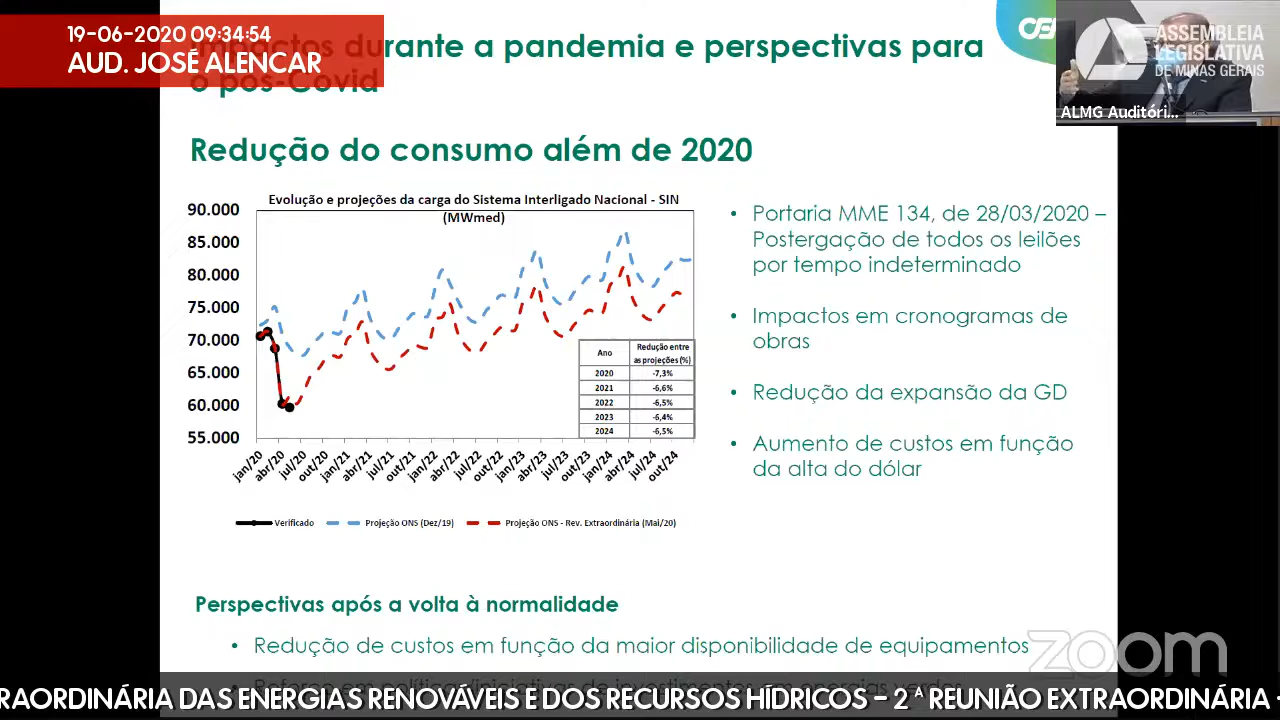 19-06-2020 09:34:54
AUD. JOSÉ ALENCAR
Impactos durante a pandemia e perspectivas para
o pós-Covid
ASSEMBLEIA
LEGISLATIVA
DE MINAS GERAIS
ALMG Auditóri...
Redução do consumo além de 2020
Evolução e projeções da carga do Sistema Interligado Nacional - SIN
(MWmed)
90.000
85.000
80.000
75.000
70.000
65.000
60.000
55.000
jan/20 abr/20 jul/20 out/20 jan/21 abr/21 jul/21 out/21 jan/22 abr/22 jul/22 out/22 jan/23 abr/23 jul/23 out/23 jan/24 abr/24 jul/24 out/24
Ano Redução entre as projeções (%)
2020 -7,3%
2021 -6,6%
2022 -6,5%
2023 -6,4%
2024 -6,5%
Verificado Projeção ONS (Dez/19) Projeção ONS - Rev. Extraordinária (Mai/20)
• Portaria MME 134, de 28/03/2020 –
Postergação de todos os leilões
por tempo indeterminado
• Impactos em cronogramas de
obras
• Redução da expansão da GD
• Aumento de custos em função
da alta do dólar
Perspectivas após a volta à normalidade
• Redução de custos em função da maior disponibilidade de equipamentos
zoom
RAORDINÁRIA DAS ENERGIAS RENOVÁVEIS E DOS RECURSOS HÍDRICOS - 2 ª REUNIÃO EXTRAORDINÁRIA